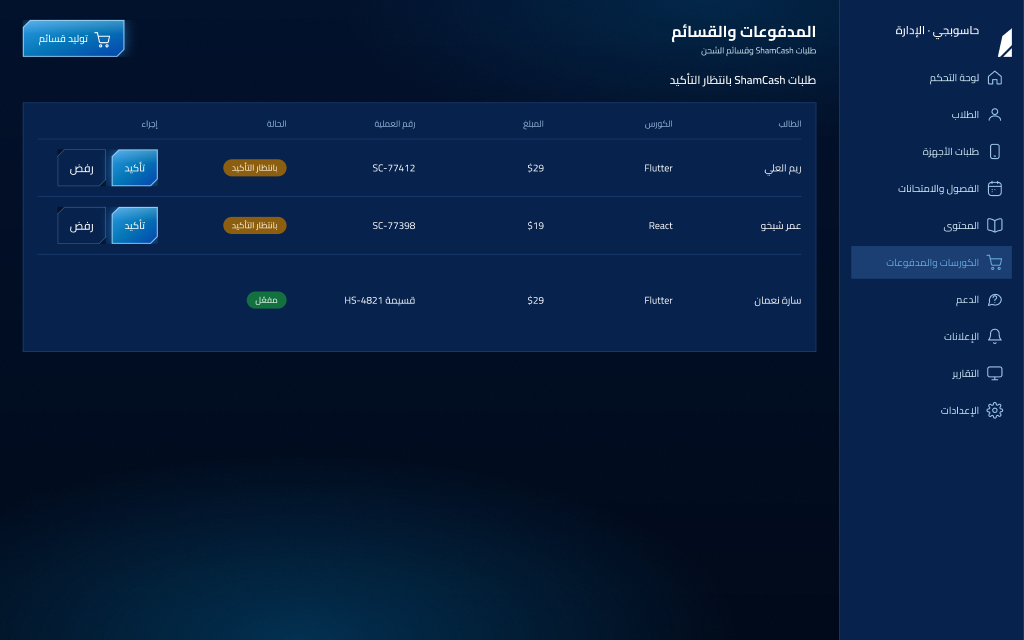 حاسوبجي · الإدارة
لوحة التحكم
الطلاب
طلبات الأجهزة
الفصول والامتحانات
المحتوى
الكورسات والمدفوعات
الدعم
الإعلانات
التقارير
الإعدادات
المدفوعات والقسائم
طلبات ShamCash وقسائم الشحن
توليد قسائم
طلبات ShamCash بانتظار التأكيد
الطالب الكورس المبلغ رقم العملية الحالة إجراء
ريم العلي Flutter $29 SC-77412 بانتظار التأكيد تأكيد رفض
عمر شيخو React $19 SC-77398 بانتظار التأكيد تأكيد رفض
سارة نعمان Flutter $29 قسيمة HS-4821 مفعّل